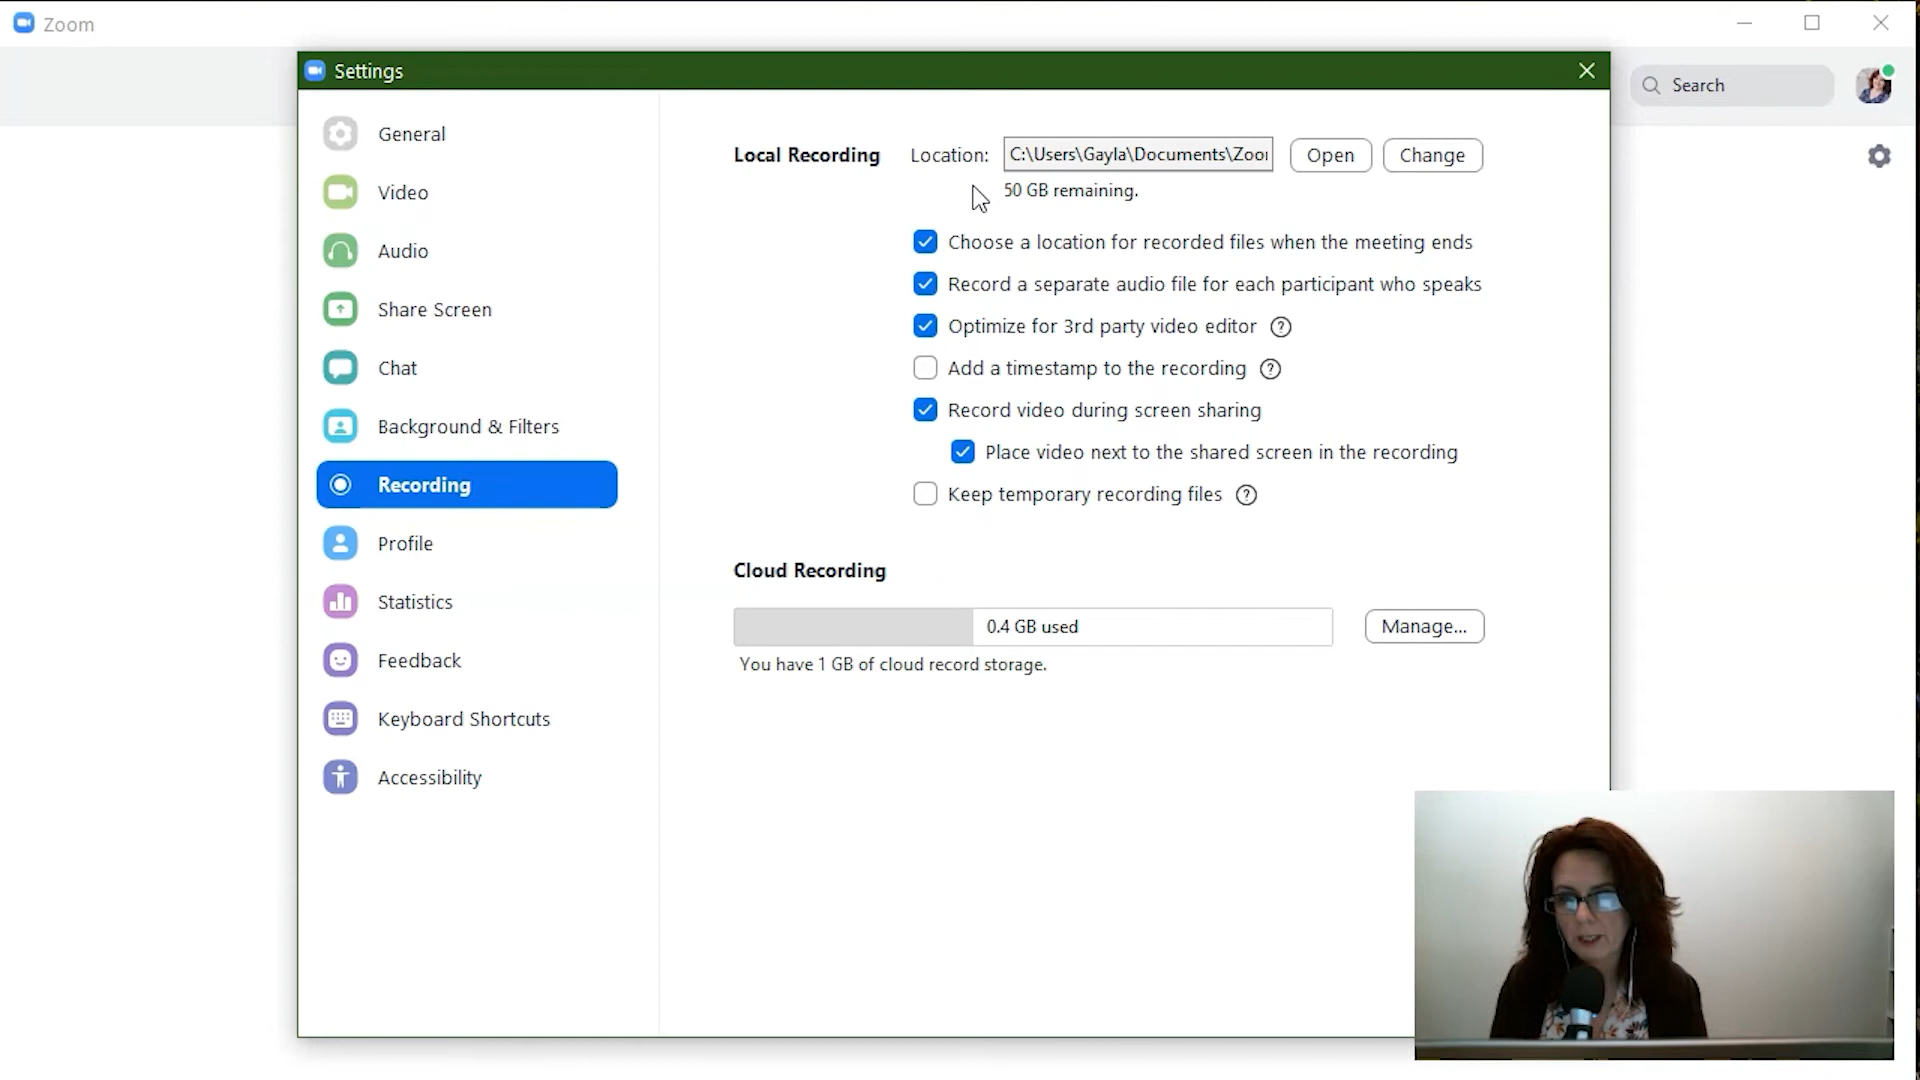 Zoom
Settings
Search
General
Video
Audio
Share Screen
Chat
Background & Filters
Recording
Profile
Statistics
Feedback
Keyboard Shortcuts
Accessibility
Local Recording Location: C:\Users\Gayla\Documents\Zoo Open Change
50 GB remaining.
Choose a location for recorded files when the meeting ends
Record a separate audio file for each participant who speaks
Optimize for 3rd party video editor ?
Add a timestamp to the recording ?
Record video during screen sharing
Place video next to the shared screen in the recording
Keep temporary recording files ?
Cloud Recording
0.4 GB used Manage...
You have 1 GB of cloud record storage.